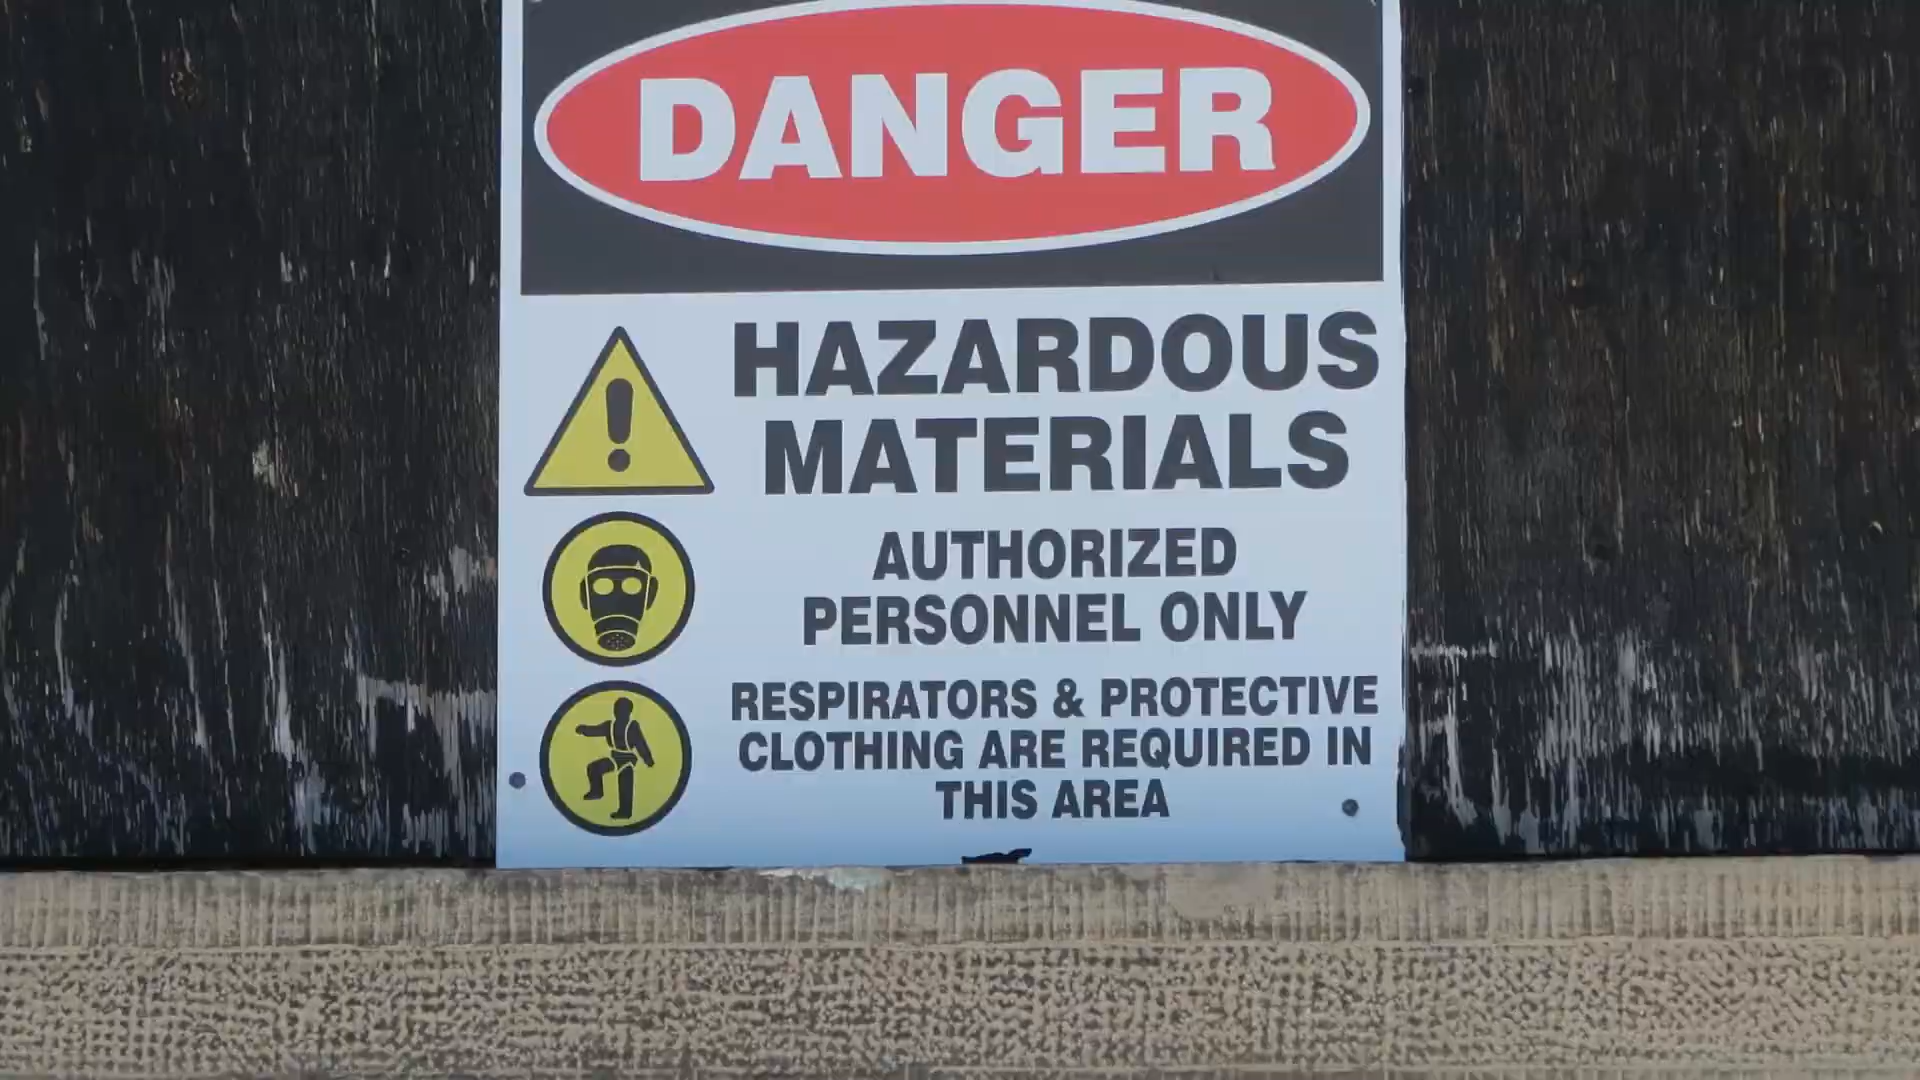 DANGER
HAZARDOUS
MATERIALS
AUTHORIZED
PERSONNEL ONLY
RESPIRATORS & PROTECTIVE
CLOTHING ARE REQUIRED IN
THIS AREA